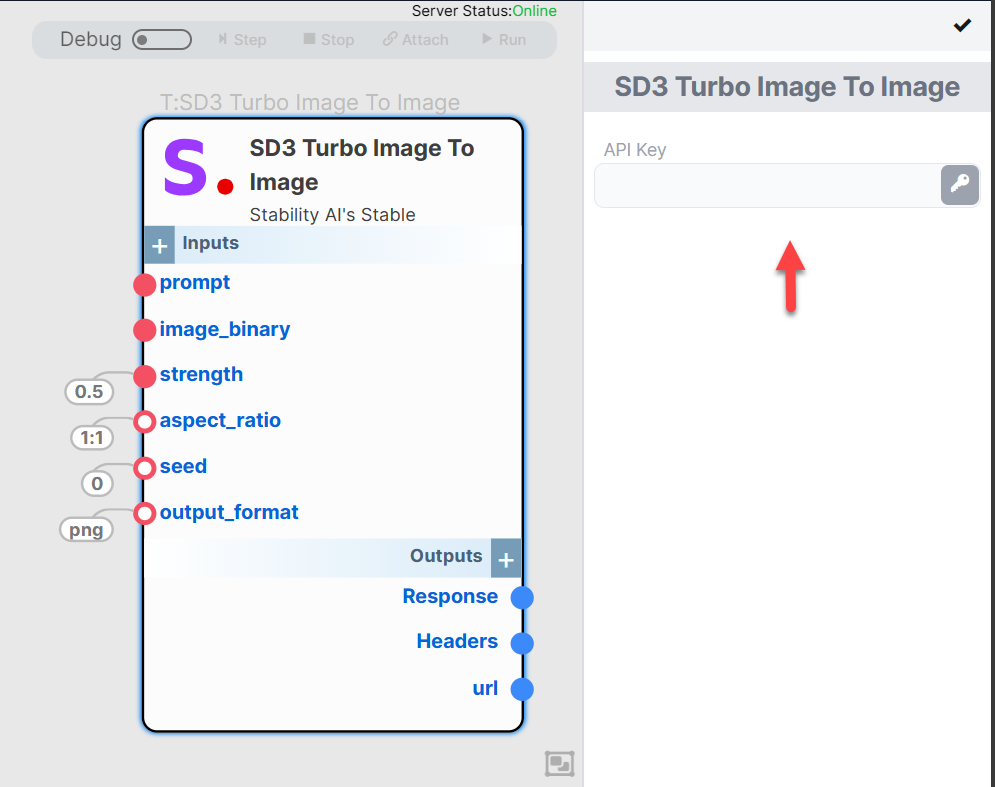 Server Status:Online
Debug Step Stop Attach Run
SD3 Turbo Image To Image
API Key
T:SD3 Turbo Image To Image
S.
SD3 Turbo Image To
Image
Stability AI's Stable
+ Inputs
prompt
image_binary
strength
0.5
aspect_ratio
1:1
seed
0
output_format
png
Outputs +
Response
Headers
url